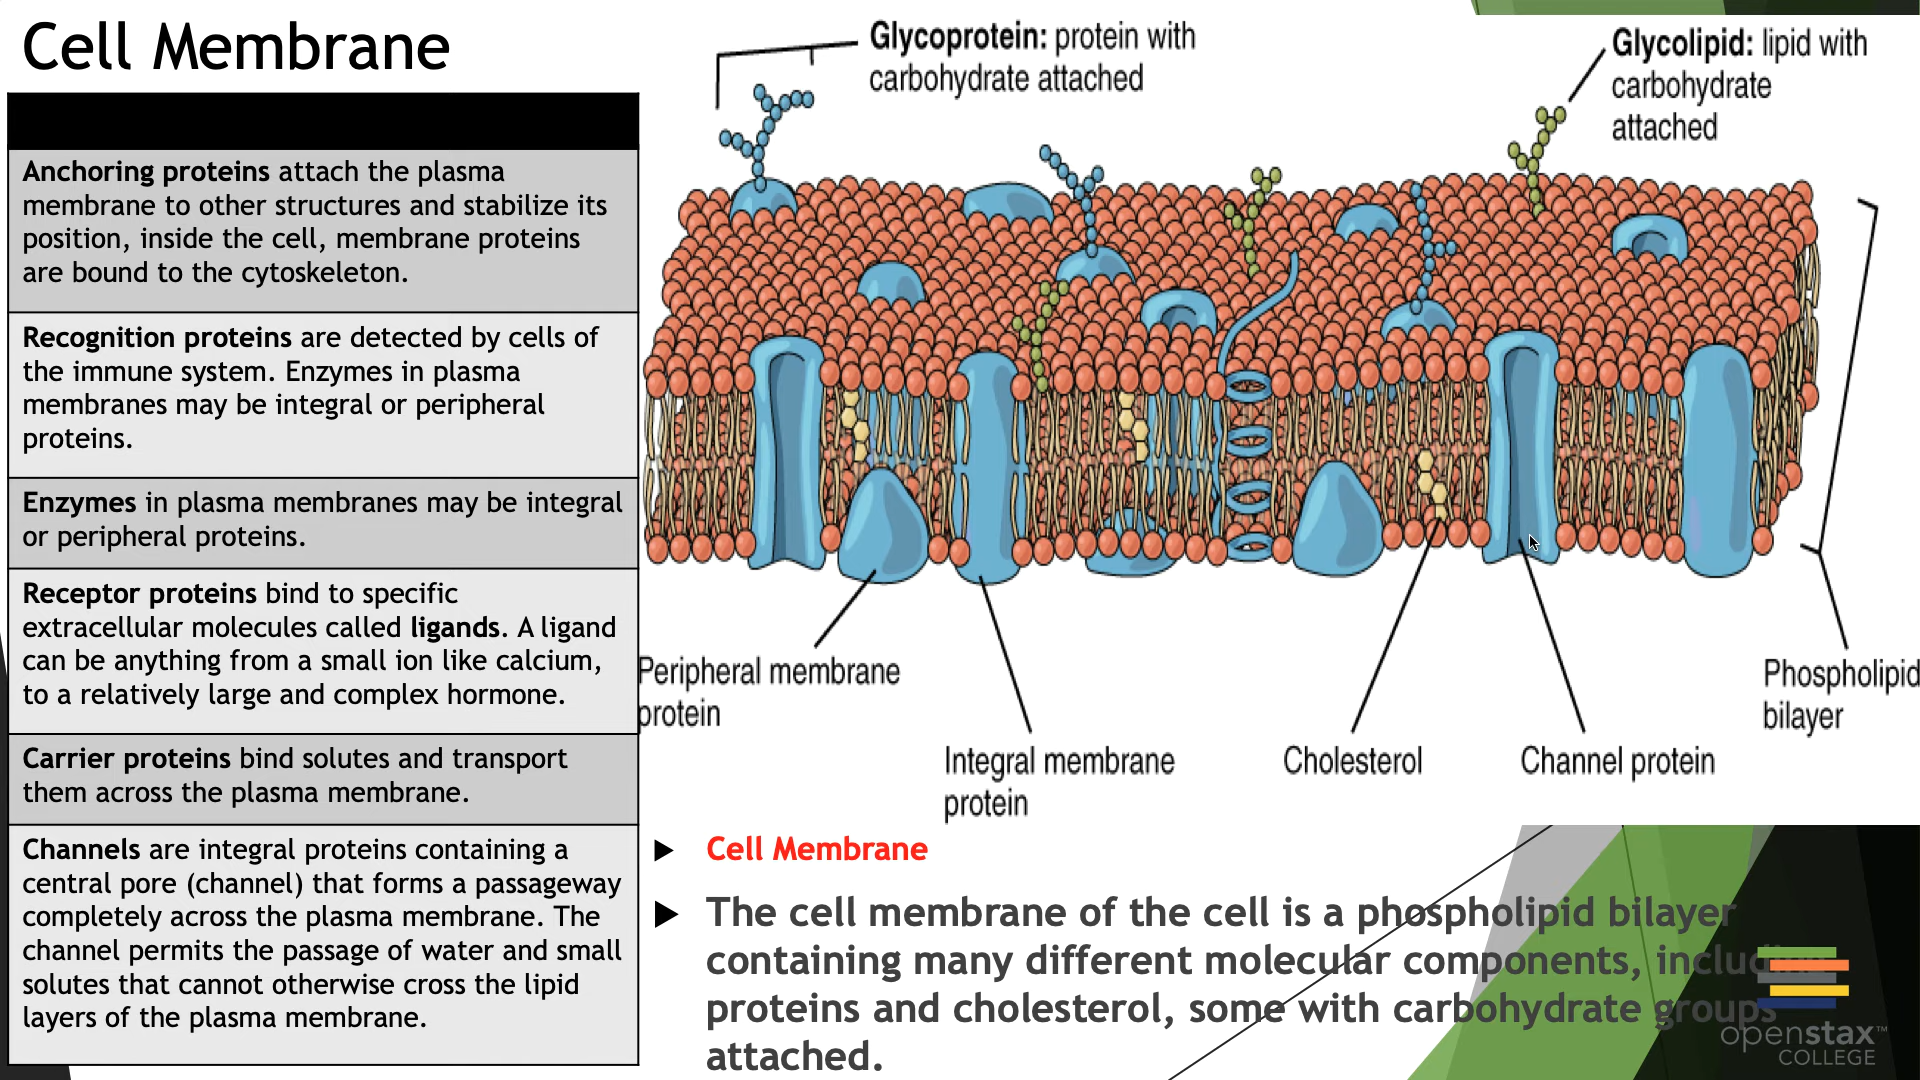 Cell Membrane
Anchoring proteins attach the plasma
membrane to other structures and stabilize its
position, inside the cell, membrane proteins
are bound to the cytoskeleton.
Recognition proteins are detected by cells of
the immune system. Enzymes in plasma
membranes may be integral or peripheral
proteins.
Enzymes in plasma membranes may be integral
or peripheral proteins.
Receptor proteins bind to specific
extracellular molecules called ligands. A ligand
can be anything from a small ion like calcium,
to a relatively large and complex hormone.
Carrier proteins bind solutes and transport
them across the plasma membrane.
Channels are integral proteins containing a
central pore (channel) that forms a passageway
completely across the plasma membrane. The
channel permits the passage of water and small
solutes that cannot otherwise cross the lipid
layers of the plasma membrane.
Glycoprotein: protein with
carbohydrate attached
Glycolipid: lipid with
carbohydrate
attached
Peripheral membrane
protein
Integral membrane
protein
Cholesterol
Channel protein
Phospholipid
bilayer
Cell Membrane
The cell membrane of the cell is a phospholipid bilayer
containing many different molecular components,
proteins and cholesterol, some with carbohydrate groups
attached.
openstax™
COLLEGE